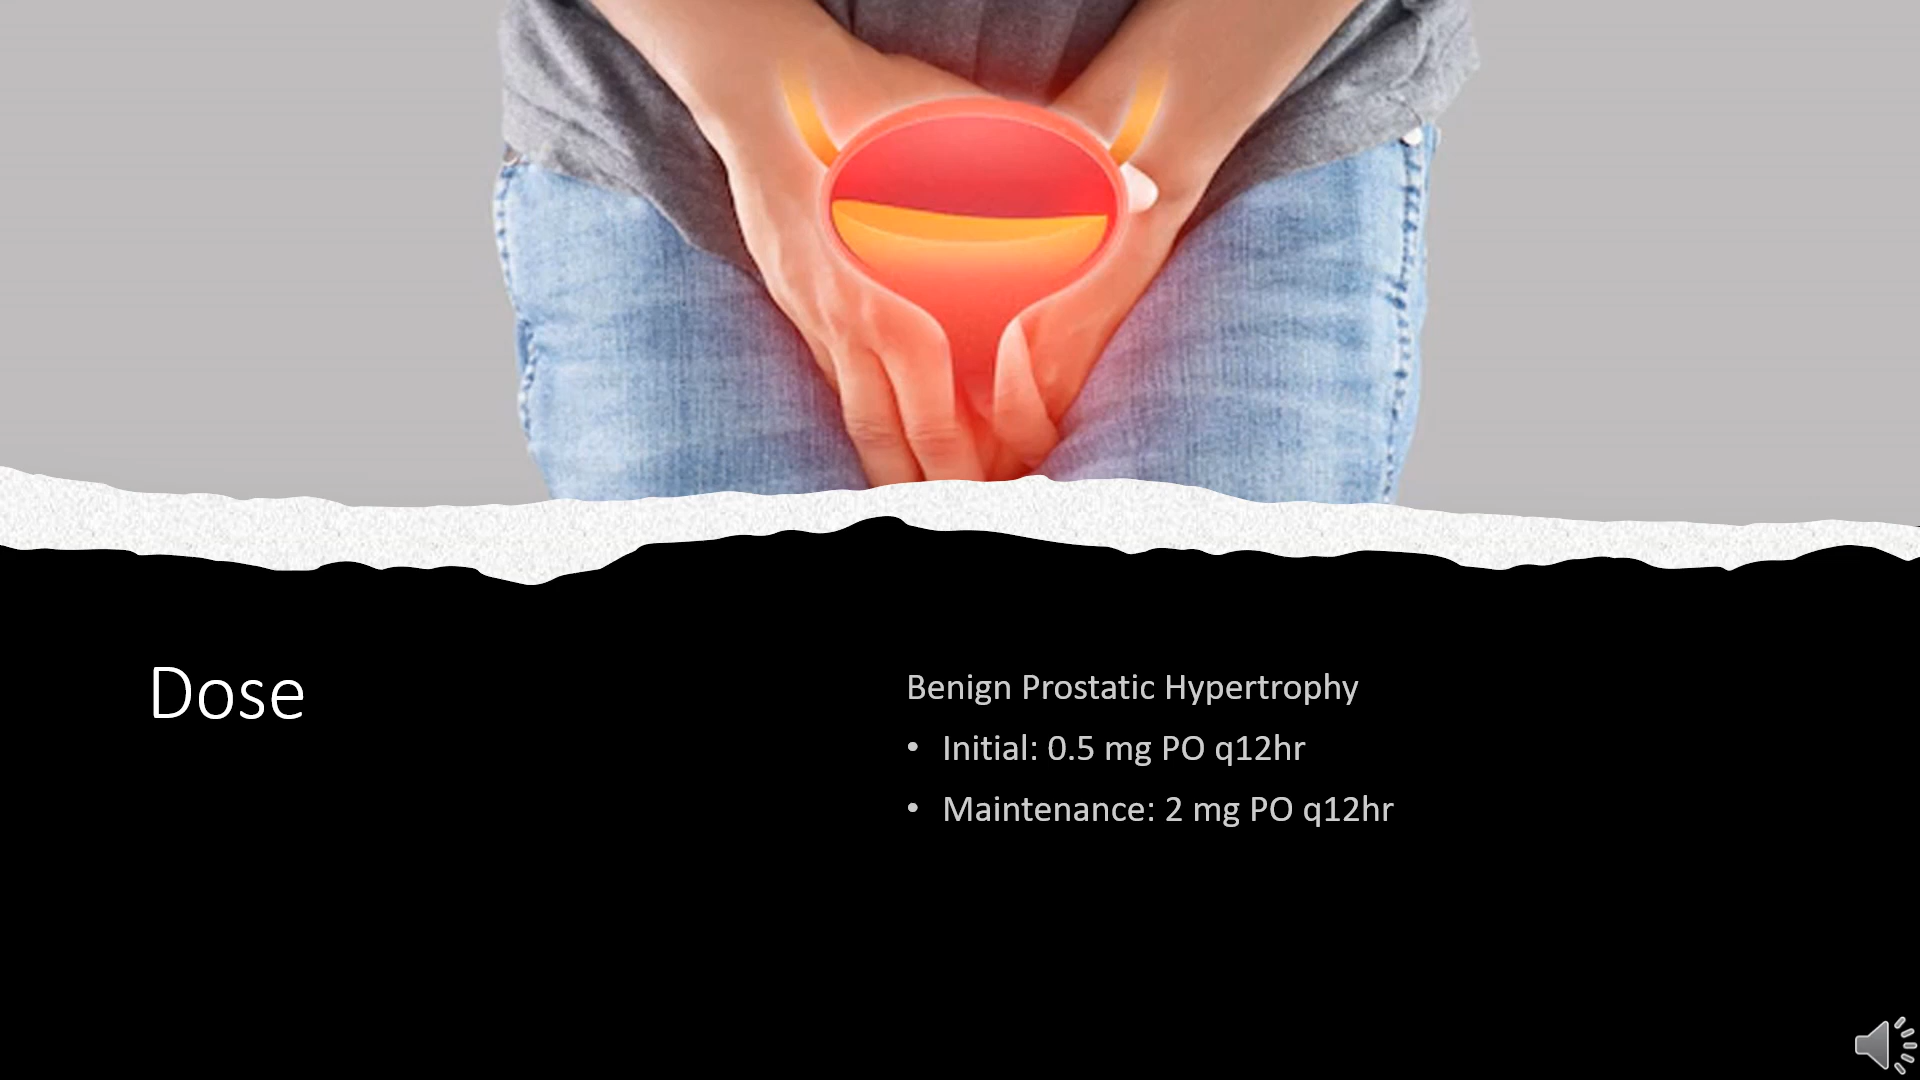 Dose
Benign Prostatic Hypertrophy
• Initial: 0.5 mg PO q12hr
• Maintenance: 2 mg PO q12hr